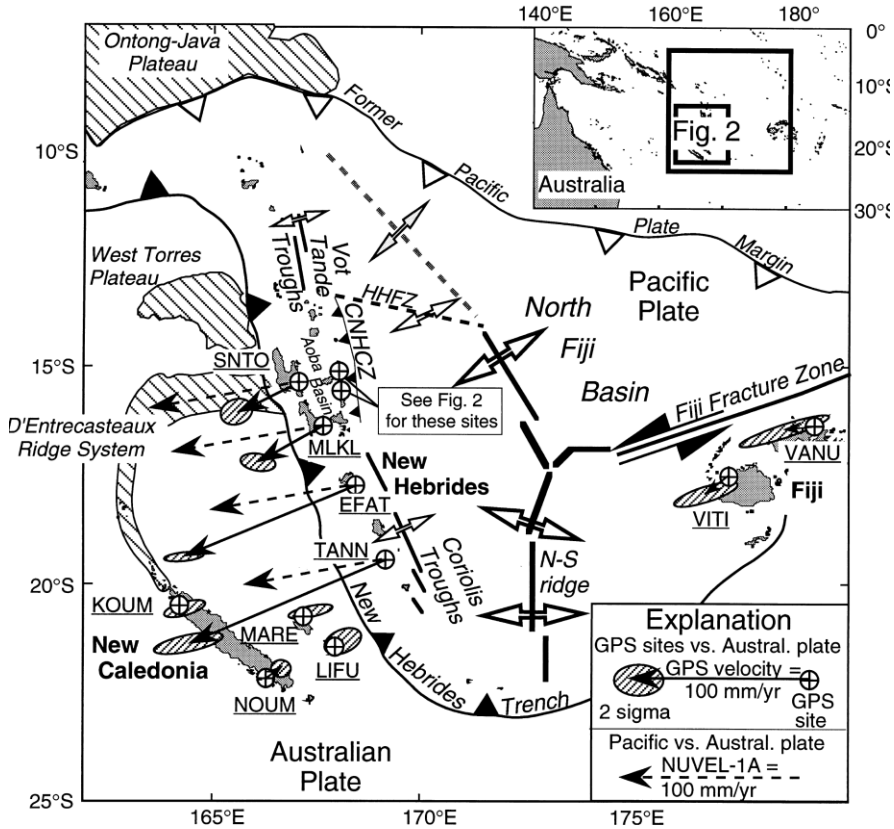 140°E
160°E
180°
0°
10°S
20°S
30°S
Fig. 2
Australia
Ontong-Java
Plateau
Former
Pacific
Plate
Margin
10°S
West Torres
Plateau
Vot
Tande
Troughs
HHFZ
CNHCZ
Pacific
Plate
North
Fiji
Basin
15°S
SNTO
Aoba Basin
See Fig. 2
for these sites
Fiji Fracture Zone
D'Entrecasteaux
Ridge System
MLKL
VANU
New
Hebrides
EFAT
Fiji
VITI
TANN
20°S
Coriolis
Troughs
N-S
ridge
KOUM
New
Caledonia
MARE
LIFU
NOUM
New
Hebrides
Trench
Australian
Plate
Explanation
GPS sites vs. Austral. plate
GPS velocity =
100 mm/yr
2 sigma
GPS
site
Pacific vs. Austral. plate
NUVEL-1A =
100 mm/yr
25°S
165°E
170°E
175°E